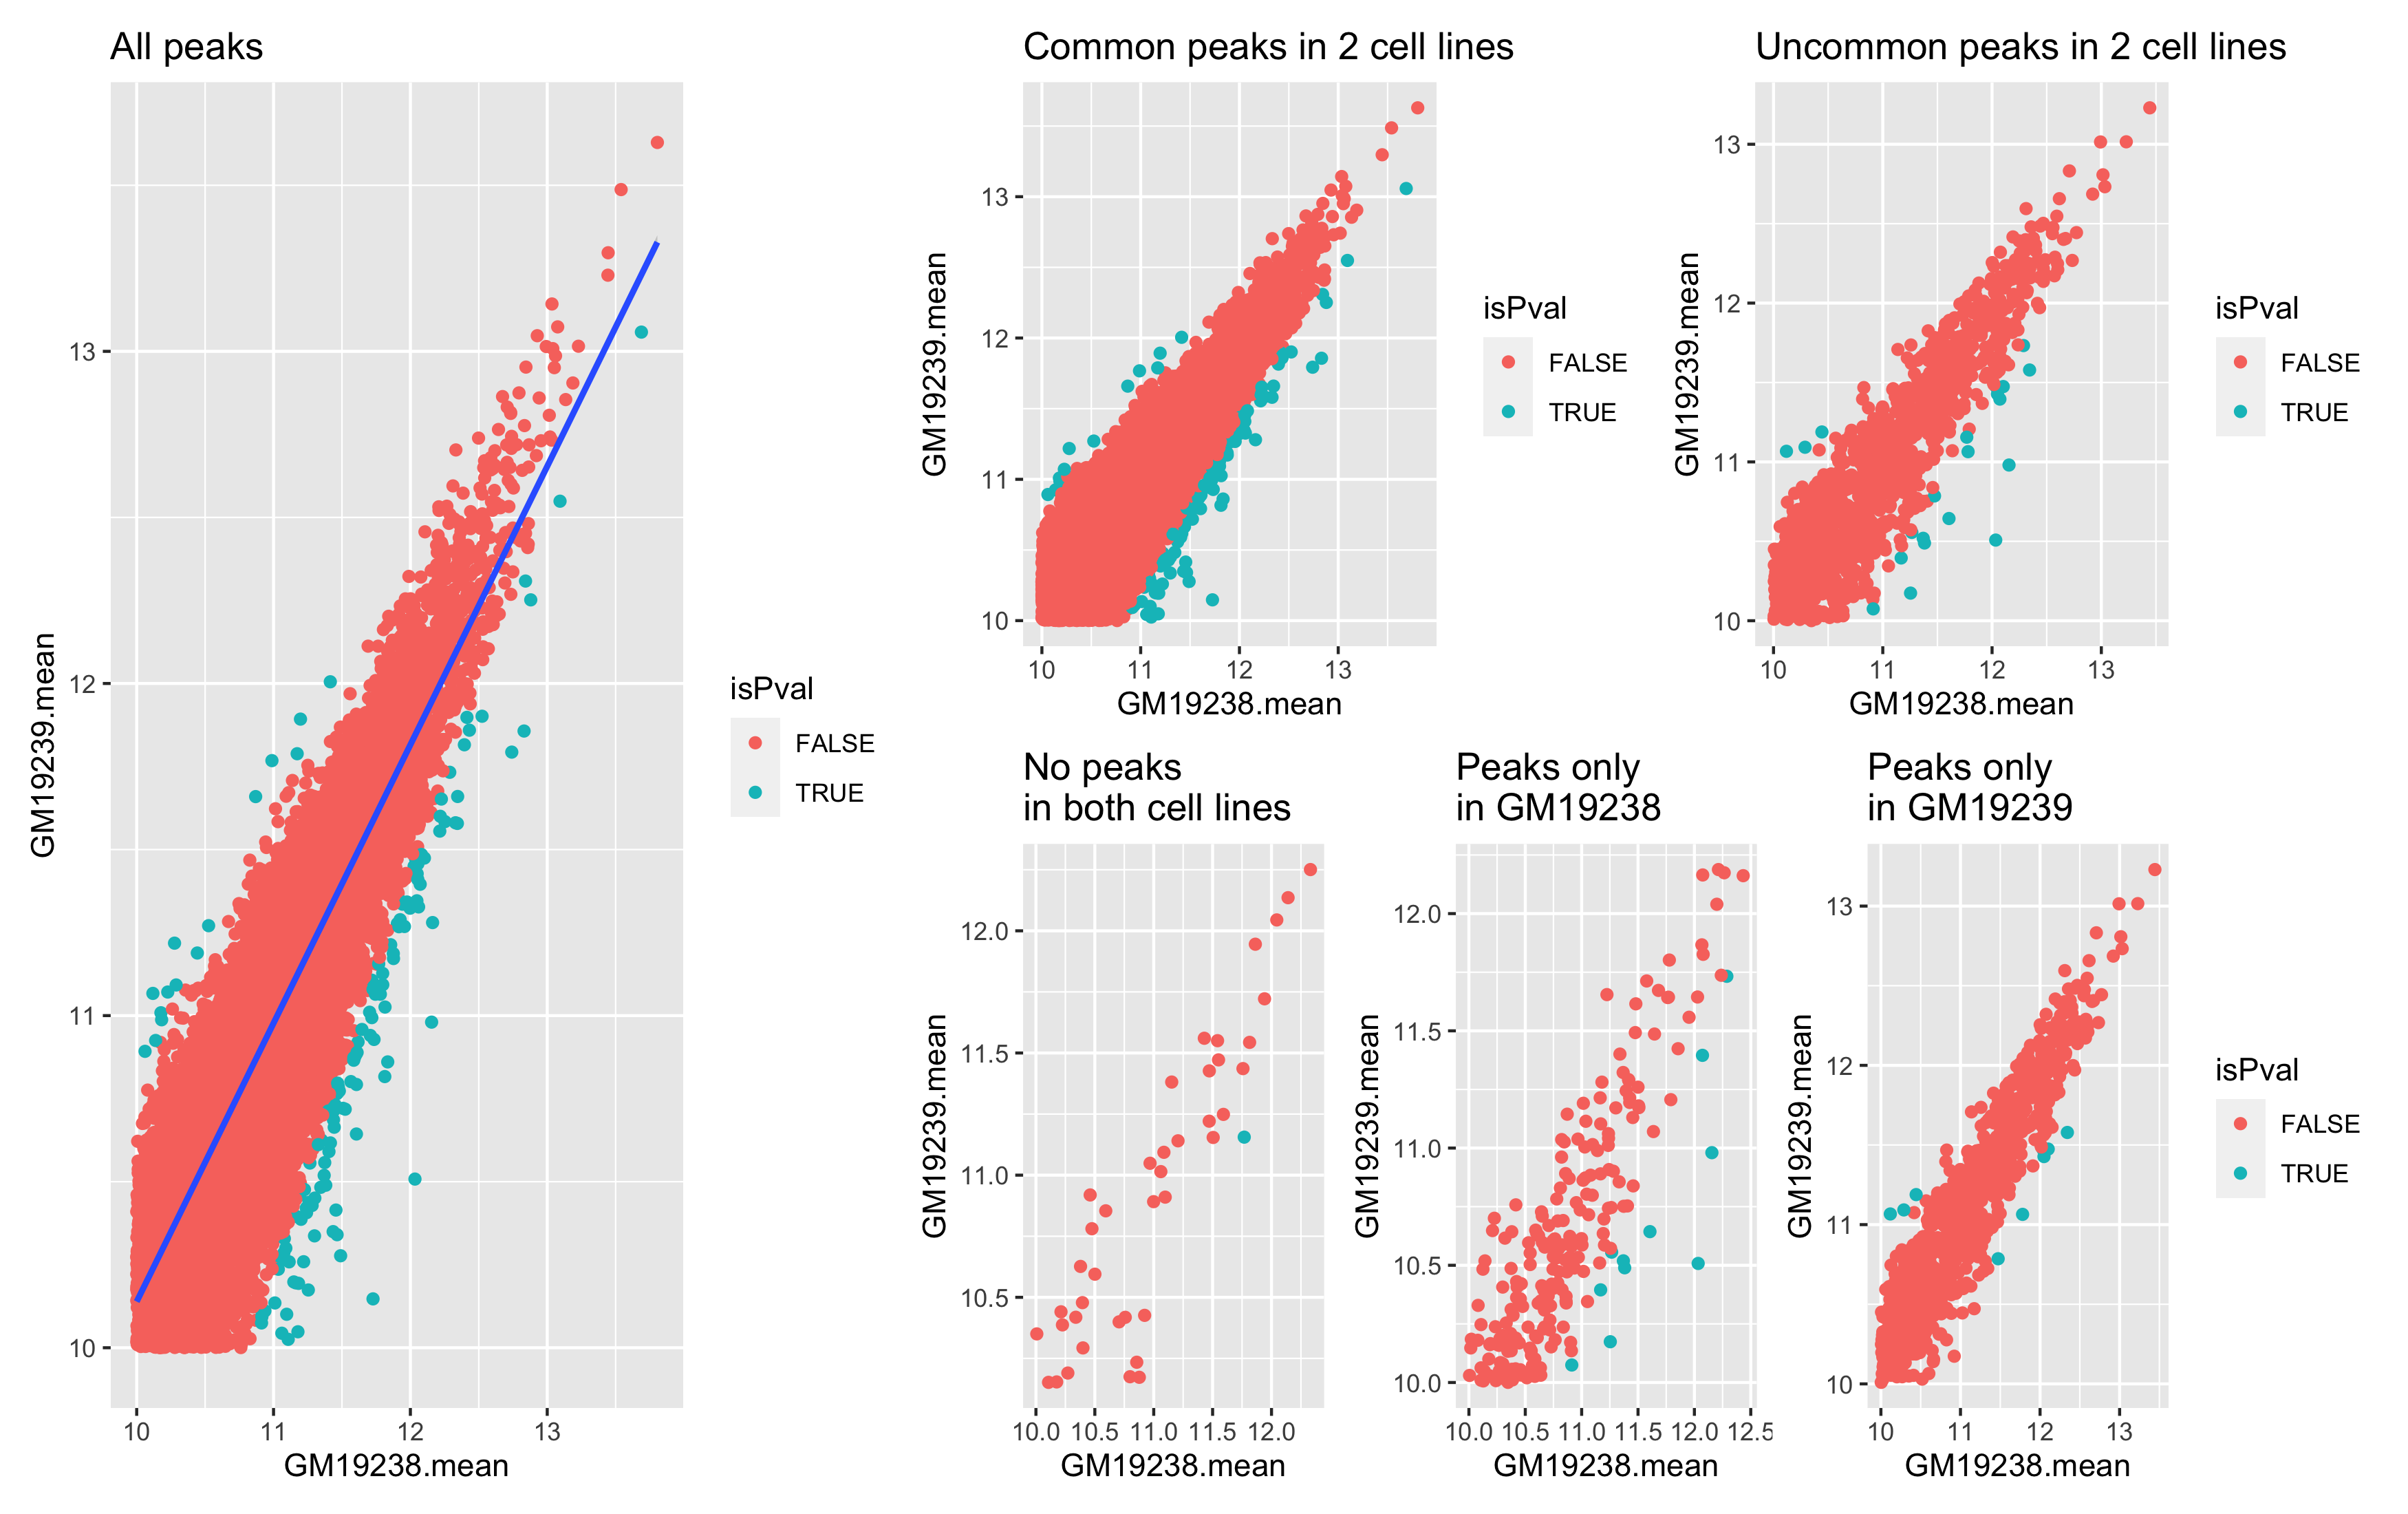 All peaks
GM19239.mean
13
12
11
10
10 11 12 13
GM19238.mean
isPval
FALSE
TRUE
Common peaks in 2 cell lines
GM19239.mean
13
12
11
10
10 11 12 13
GM19238.mean
isPval
FALSE
TRUE
Uncommon peaks in 2 cell lines
GM19239.mean
13
12
11
10
10 11 12 13
GM19238.mean
isPval
FALSE
TRUE
No peaks
in both cell lines
GM19239.mean
12.0
11.5
11.0
10.5
10.0 10.5 11.0 11.5 12.0
GM19238.mean
Peaks only
in GM19238
GM19239.mean
12.0
11.5
11.0
10.5
10.0
10.0 10.5 11.0 11.5 12.0 12.5
GM19238.mean
Peaks only
in GM19239
GM19239.mean
13
12
11
10
10 11 12 13
GM19238.mean
isPval
FALSE
TRUE